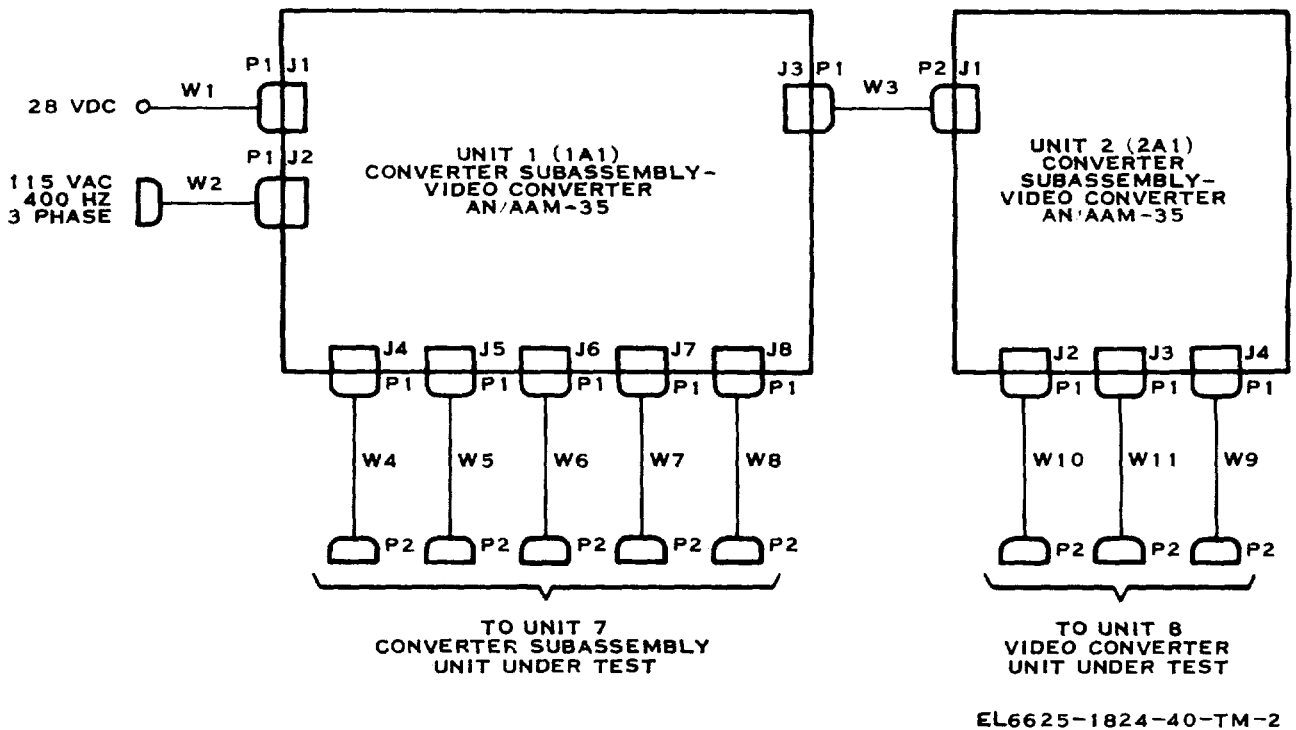 P1 J1
W1
28 VDC
P1 J2
W2
115 VAC
400 HZ
3 PHASE
UNIT 1 (1A1)
CONVERTER SUBASSEMBLY-
VIDEO CONVERTER
AN/AAM-35
J3 P1
W3
P2 J1
UNIT 2 (2A1)
CONVERTER
SUBASSEMBLY-
VIDEO CONVERTER
AN/AAM-35
J4 J5 J6 J7 J8
P1 P1 P1 P1 P1
W4 W5 W6 W7 W8
P2 P2 P2 P2 P2
TO UNIT 7
CONVERTER SUBASSEMBLY
UNIT UNDER TEST
J2 J3 J4
P1 P1 P1
W10 W11 W9
P2 P2 P2
TO UNIT 8
VIDEO CONVERTER
UNIT UNDER TEST
EL6625-1824-40-TM-2